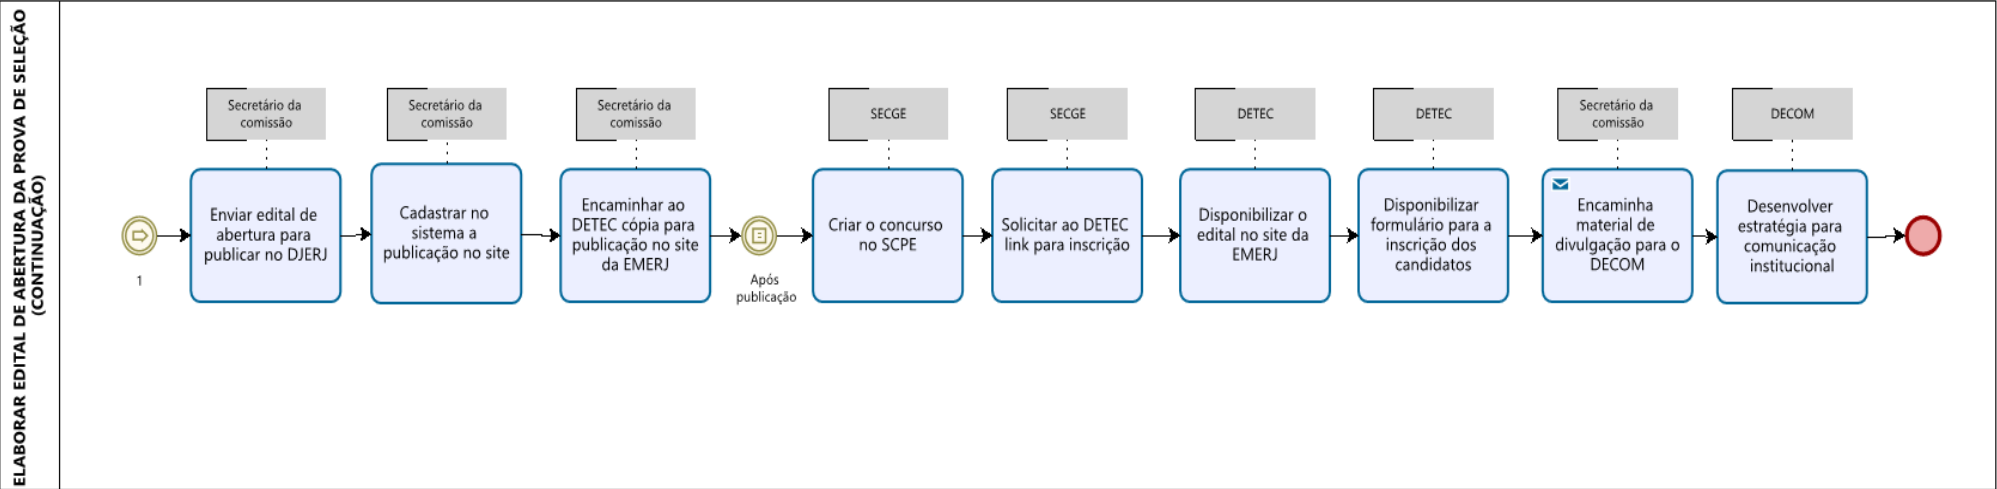 ELABORAR EDITAL DE ABERTURA DA PROVA DE SELEÇÃO
(CONTINUAÇÃO)
1
Secretário da
comissão
Enviar edital de
abertura para
publicar no DJERJ
Secretário da
comissão
Cadastrar no
sistema a
publicação no site
Secretário da
comissão
Encaminhar ao
DETEC cópia para
publicação no site
da EMERJ
Após
publicação
SECGE
Criar o concurso
no SCPE
SECGE
Solicitar ao DETEC
link para inscrição
DETEC
Disponibilizar o
edital no site da
EMERJ
DETEC
Disponibilizar
formulário para a
inscrição dos
candidatos
Secretário da
comissão
Encaminha
material de
divulgação para o
DECOM
DECOM
Desenvolver
estratégia para
comunicação
institucional